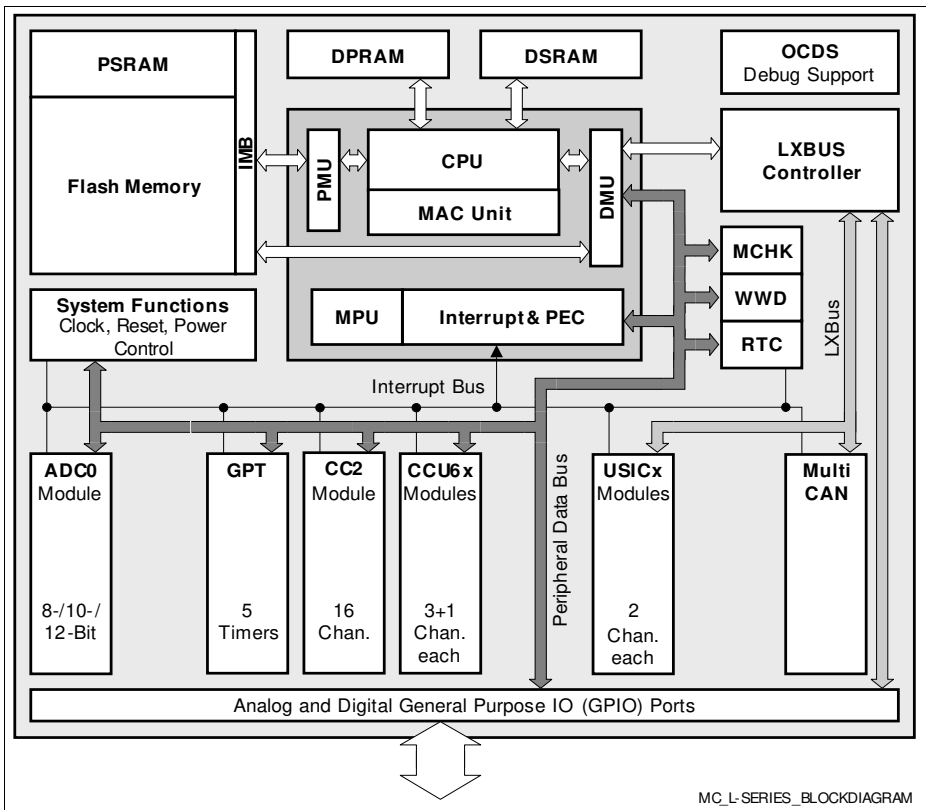 PSRAM
DPRAM
DSRAM
OCDS
Debug Support
IMB
Flash Memory
PMU
CPU
MAC Unit
DMU
LXBUS
Controller
MCHK
WWD
RTC
System Functions
Clock, Reset, Power
Control
MPU
Interrupt & PEC
Interrupt Bus
LXBus
Peripheral Data Bus
ADC0
Module
8-/10-/
12-Bit
GPT
5
Timers
CC2
Module
16
Chan.
CCU6x
Modules
3+1
Chan.
each
USICx
Modules
2
Chan.
each
Multi
CAN
Analog and Digital General Purpose IO (GPIO) Ports
MC_L-SERIES_BLOCKDIAGRAM